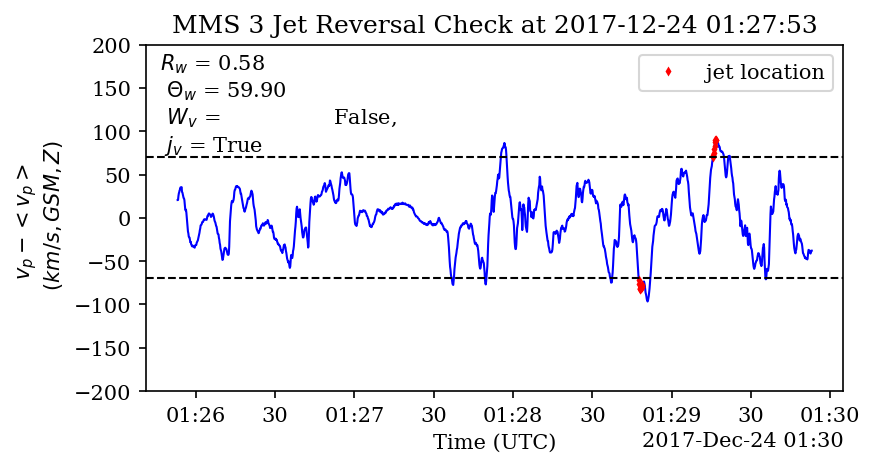 MMS 3 Jet Reversal Check at 2017-12-24 01:27:53
R_w = 0.58
Θ_w = 59.90
W_v = False,
j_v = True
jet location
200
150
100
50
0
−50
−100
−150
−200
v_p − < v_p >
(km/s, GSM, Z)
01:26 30 01:27 30 01:28 30 01:29 30 01:30
Time (UTC) 2017-Dec-24 01:30